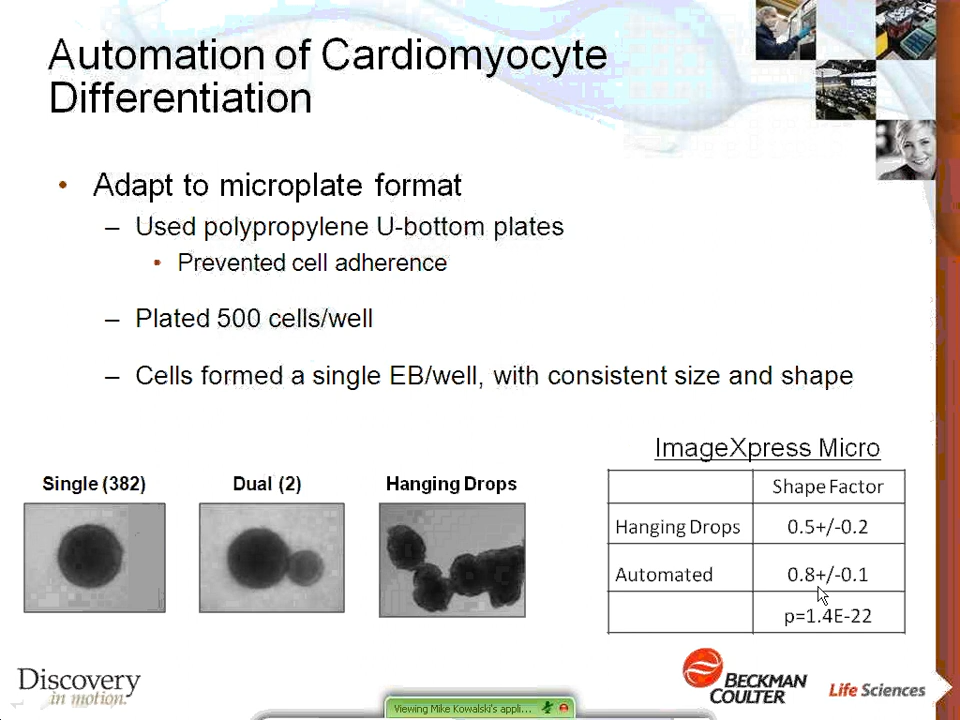 Automation of Cardiomyocyte
Differentiation
• Adapt to microplate format
– Used polypropylene U-bottom plates
• Prevented cell adherence
– Plated 500 cells/well
– Cells formed a single EB/well, with consistent size and shape
ImageXpress Micro
Single (382)
Dual (2)
Hanging Drops
Shape Factor
Hanging Drops 0.5+/-0.2
Automated 0.8+/-0.1
p=1.4E-22
Discovery
in motion.
BECKMAN
COULTER
Life Sciences
Viewing Mike Kowalski's appli...